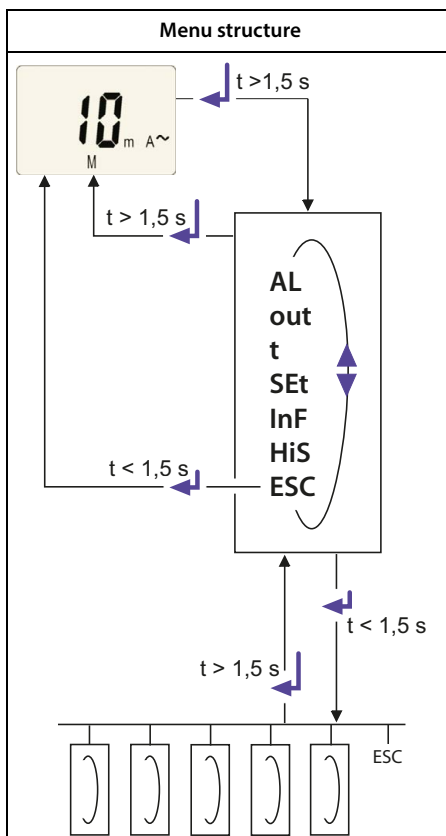 Menu structure
t >1,5 s
10 m A~
M
t > 1,5 s
AL
out
t
SEt
InF
HiS
t < 1,5 s
ESC
t < 1,5 s
t > 1,5 s
ESC